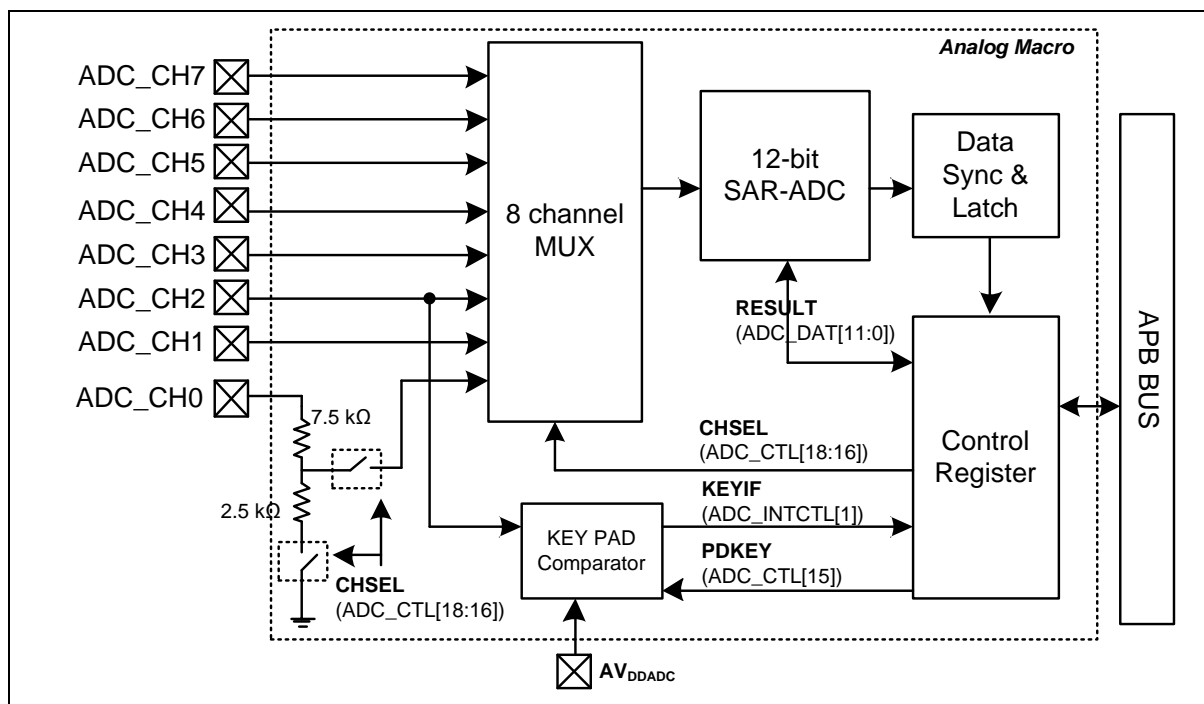 Analog Macro
ADC_CH7
ADC_CH6
ADC_CH5
ADC_CH4
ADC_CH3
ADC_CH2
ADC_CH1
ADC_CH0
8 channel
MUX
12-bit
SAR-ADC
Data
Sync &
Latch
RESULT
(ADC_DAT[11:0])
7.5 kΩ
2.5 kΩ
CHSEL
(ADC_CTL[18:16])
CHSEL
(ADC_CTL[18:16])
KEYIF
(ADC_INTCTL[1])
PDKEY
(ADC_CTL[15])
KEY PAD
Comparator
Control
Register
APB BUS
AVDDADC